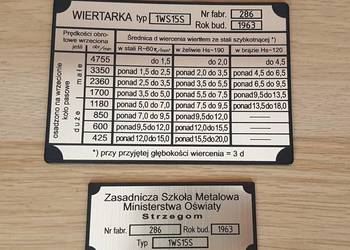 WIERTARKA typ 1WS15S Nr fabr. 286
Rok bud. 1963
Prędkości obrotowe wrzeciona
Średnica d wiercenia wiertłem ze stali szybkotnącej *)
jeśli obr/min w stali R~60 w żeliwie Hs~190 w brązie Hs~120
osadzono na wrzecionie koło pasowe
małe
duże
4755 do 1,5 do 2,0 do 4,5
3350 ponad 1,5 do 2,5 ponad 2,0 do 3,5 ponad 4,5 do 6,5
2360 ponad 2,5 do 3,5 ponad 3,5 do 5,0 ponad 6,5 do 9,5
1700 ponad 3,5 do 5,0 ponad 5,0 do 7,0 ponad 9,5 do 13,5
1180 ponad 5,0 do 7,0 ponad 7,0 do 9,5 ponad 13,5 do 18,0
850 ponad 7,0 do 9,5 ponad 9,5 do 12,0
600 ponad 9,5 do 12,0 ponad 12,0 do 15,5
425 ponad 12,0 do 15,0 ponad 15,5 do 20,0
*) przy przyjętej głębokości wiercenia = 3 d
Zasadnicza Szkoła Metalowa
Ministerstwa Oświaty
Strzegom
Nr fabr. 286 Rok bud. 1963
Typ 1WS15S